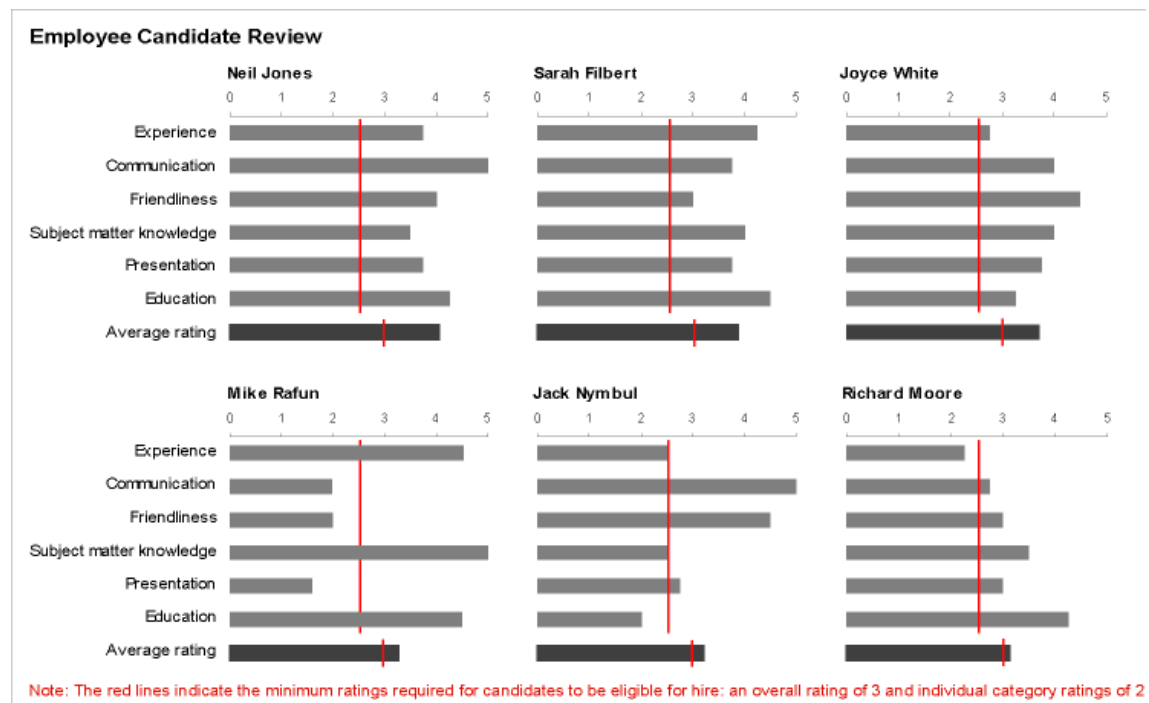 Employee Candidate Review
Neil Jones Sarah Filbert Joyce White
0 1 2 3 4 5 0 1 2 3 4 5 0 1 2 3 4 5
Experience
Communication
Friendliness
Subject matter knowledge
Presentation
Education
Average rating
Mike Rafun Jack Nymbul Richard Moore
0 1 2 3 4 5 0 1 2 3 4 5 0 1 2 3 4 5
Experience
Communication
Friendliness
Subject matter knowledge
Presentation
Education
Average rating
Note: The red lines indicate the minimum ratings required for candidates to be eligible for hire: an overall rating of 3 and individual category ratings of 2